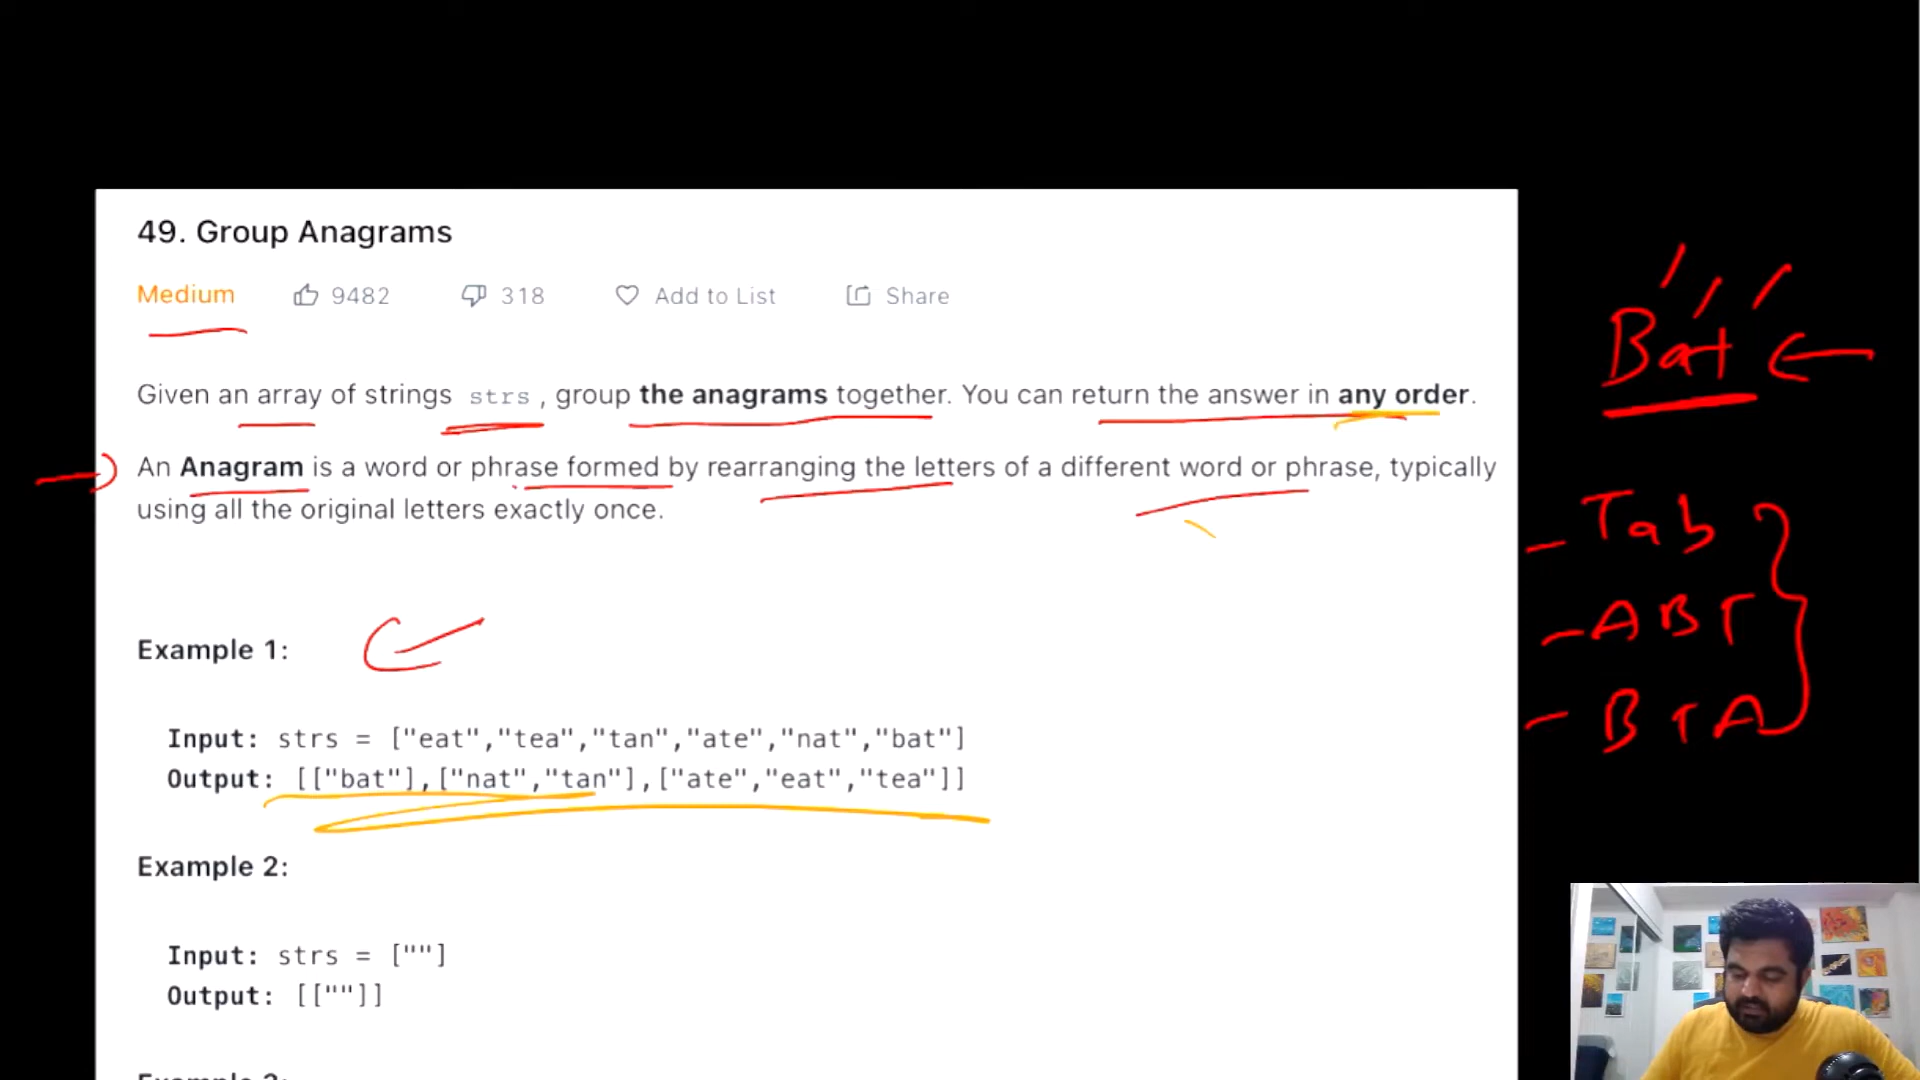 49. Group Anagrams
Medium 9482 318 Add to List Share
Given an array of strings strs, group the anagrams together. You can return the answer in any order.
An Anagram is a word or phrase formed by rearranging the letters of a different word or phrase, typically
using all the original letters exactly once.
Example 1:
Input: strs = ["eat","tea","tan","ate","nat","bat"]
Output: [["bat"],["nat","tan"],["ate","eat","tea"]]
Example 2:
Input: strs = [""]
Output: [[""]]
Example 3:
Bat
Tab
ABT
BTA